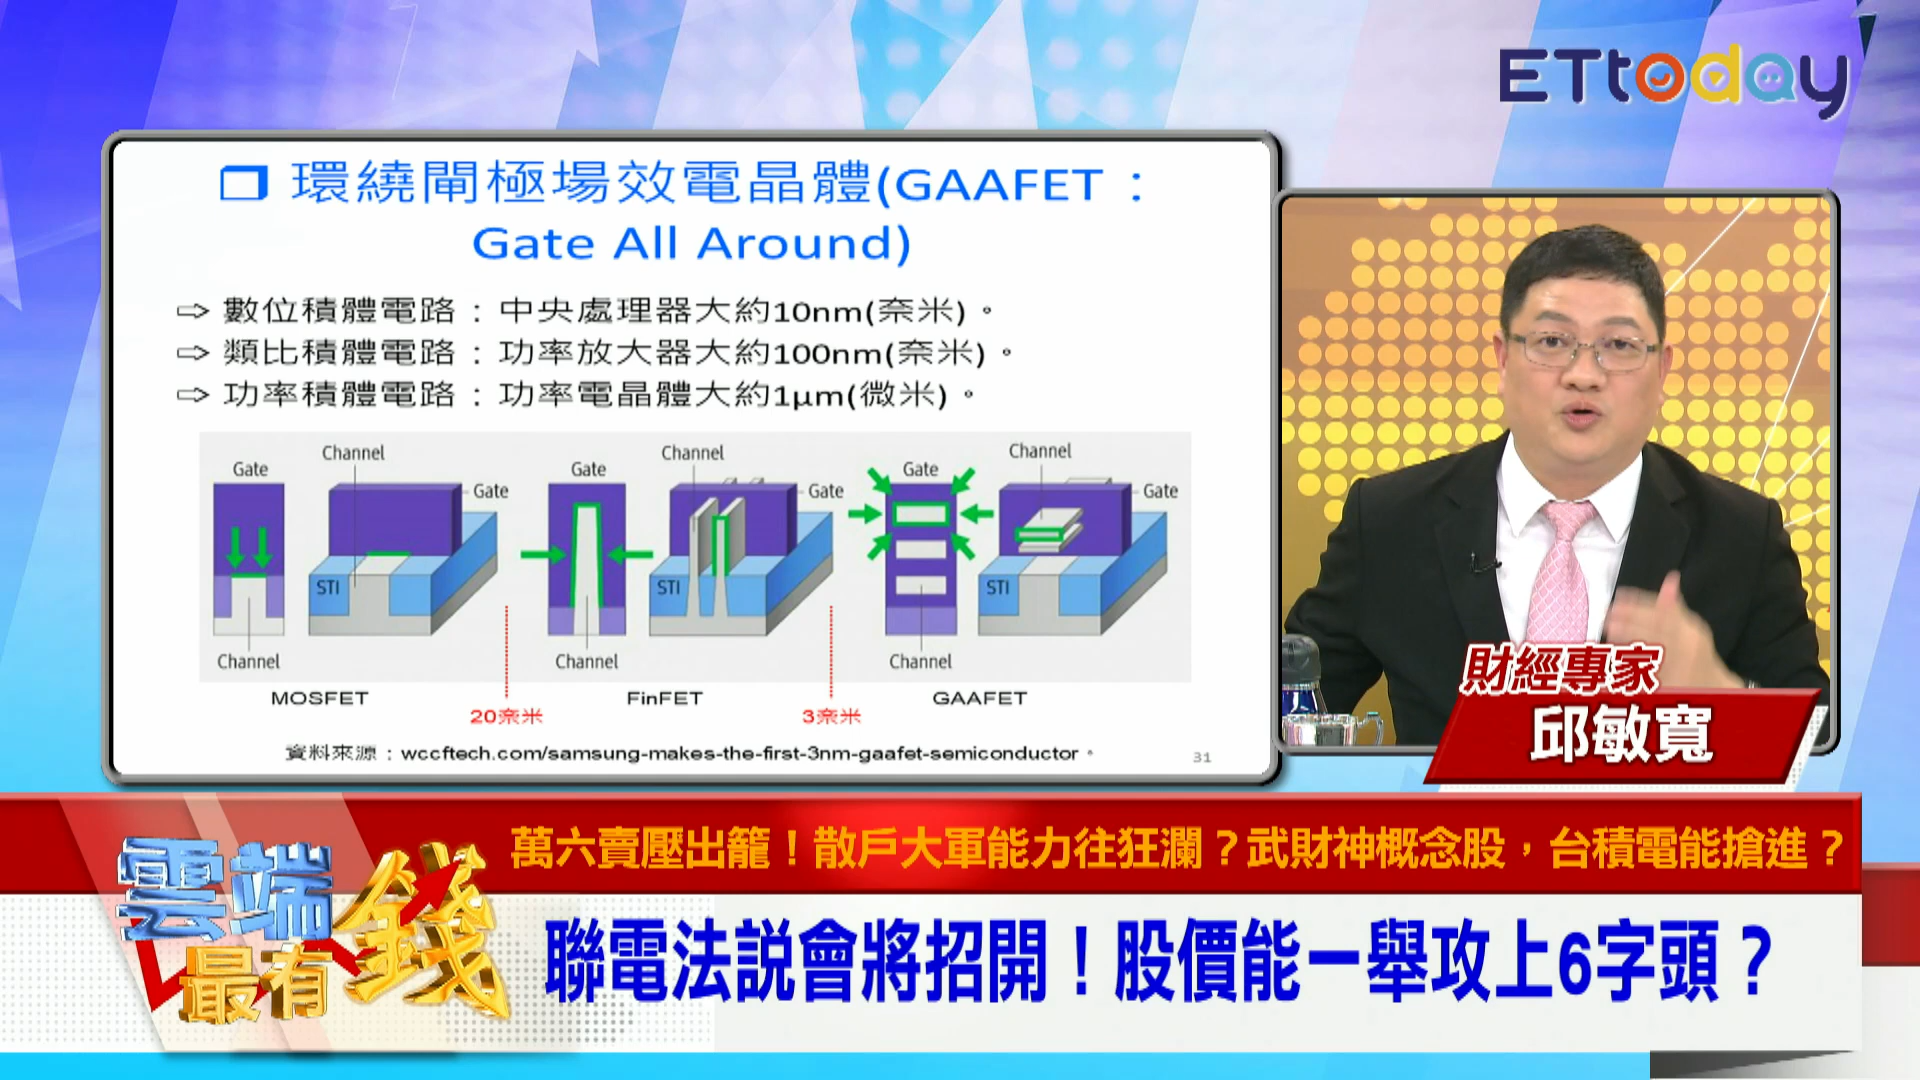 ETtoday
❒ 環繞閘極場效電晶體(GAAFET：
Gate All Around)
⇨ 數位積體電路：中央處理器大約10nm(奈米)。
⇨ 類比積體電路：功率放大器大約100nm(奈米)。
⇨ 功率積體電路：功率電晶體大約1μm(微米)。
Gate
Channel
Gate
STI
Channel
MOSFET
20奈米
Gate
Channel
Gate
STI
Channel
FinFET
3奈米
Gate
Channel
Gate
STI
Channel
GAAFET
資料來源：wccftech.com/samsung-makes-the-first-3nm-gaafet-semiconductor。
31
財經專家
邱敏寬
雲端最有錢
萬六賣壓出籠！散戶大軍能力往狂瀾？武財神概念股，台積電能搶進？
聯電法説會將招開！股價能一舉攻上6字頭？